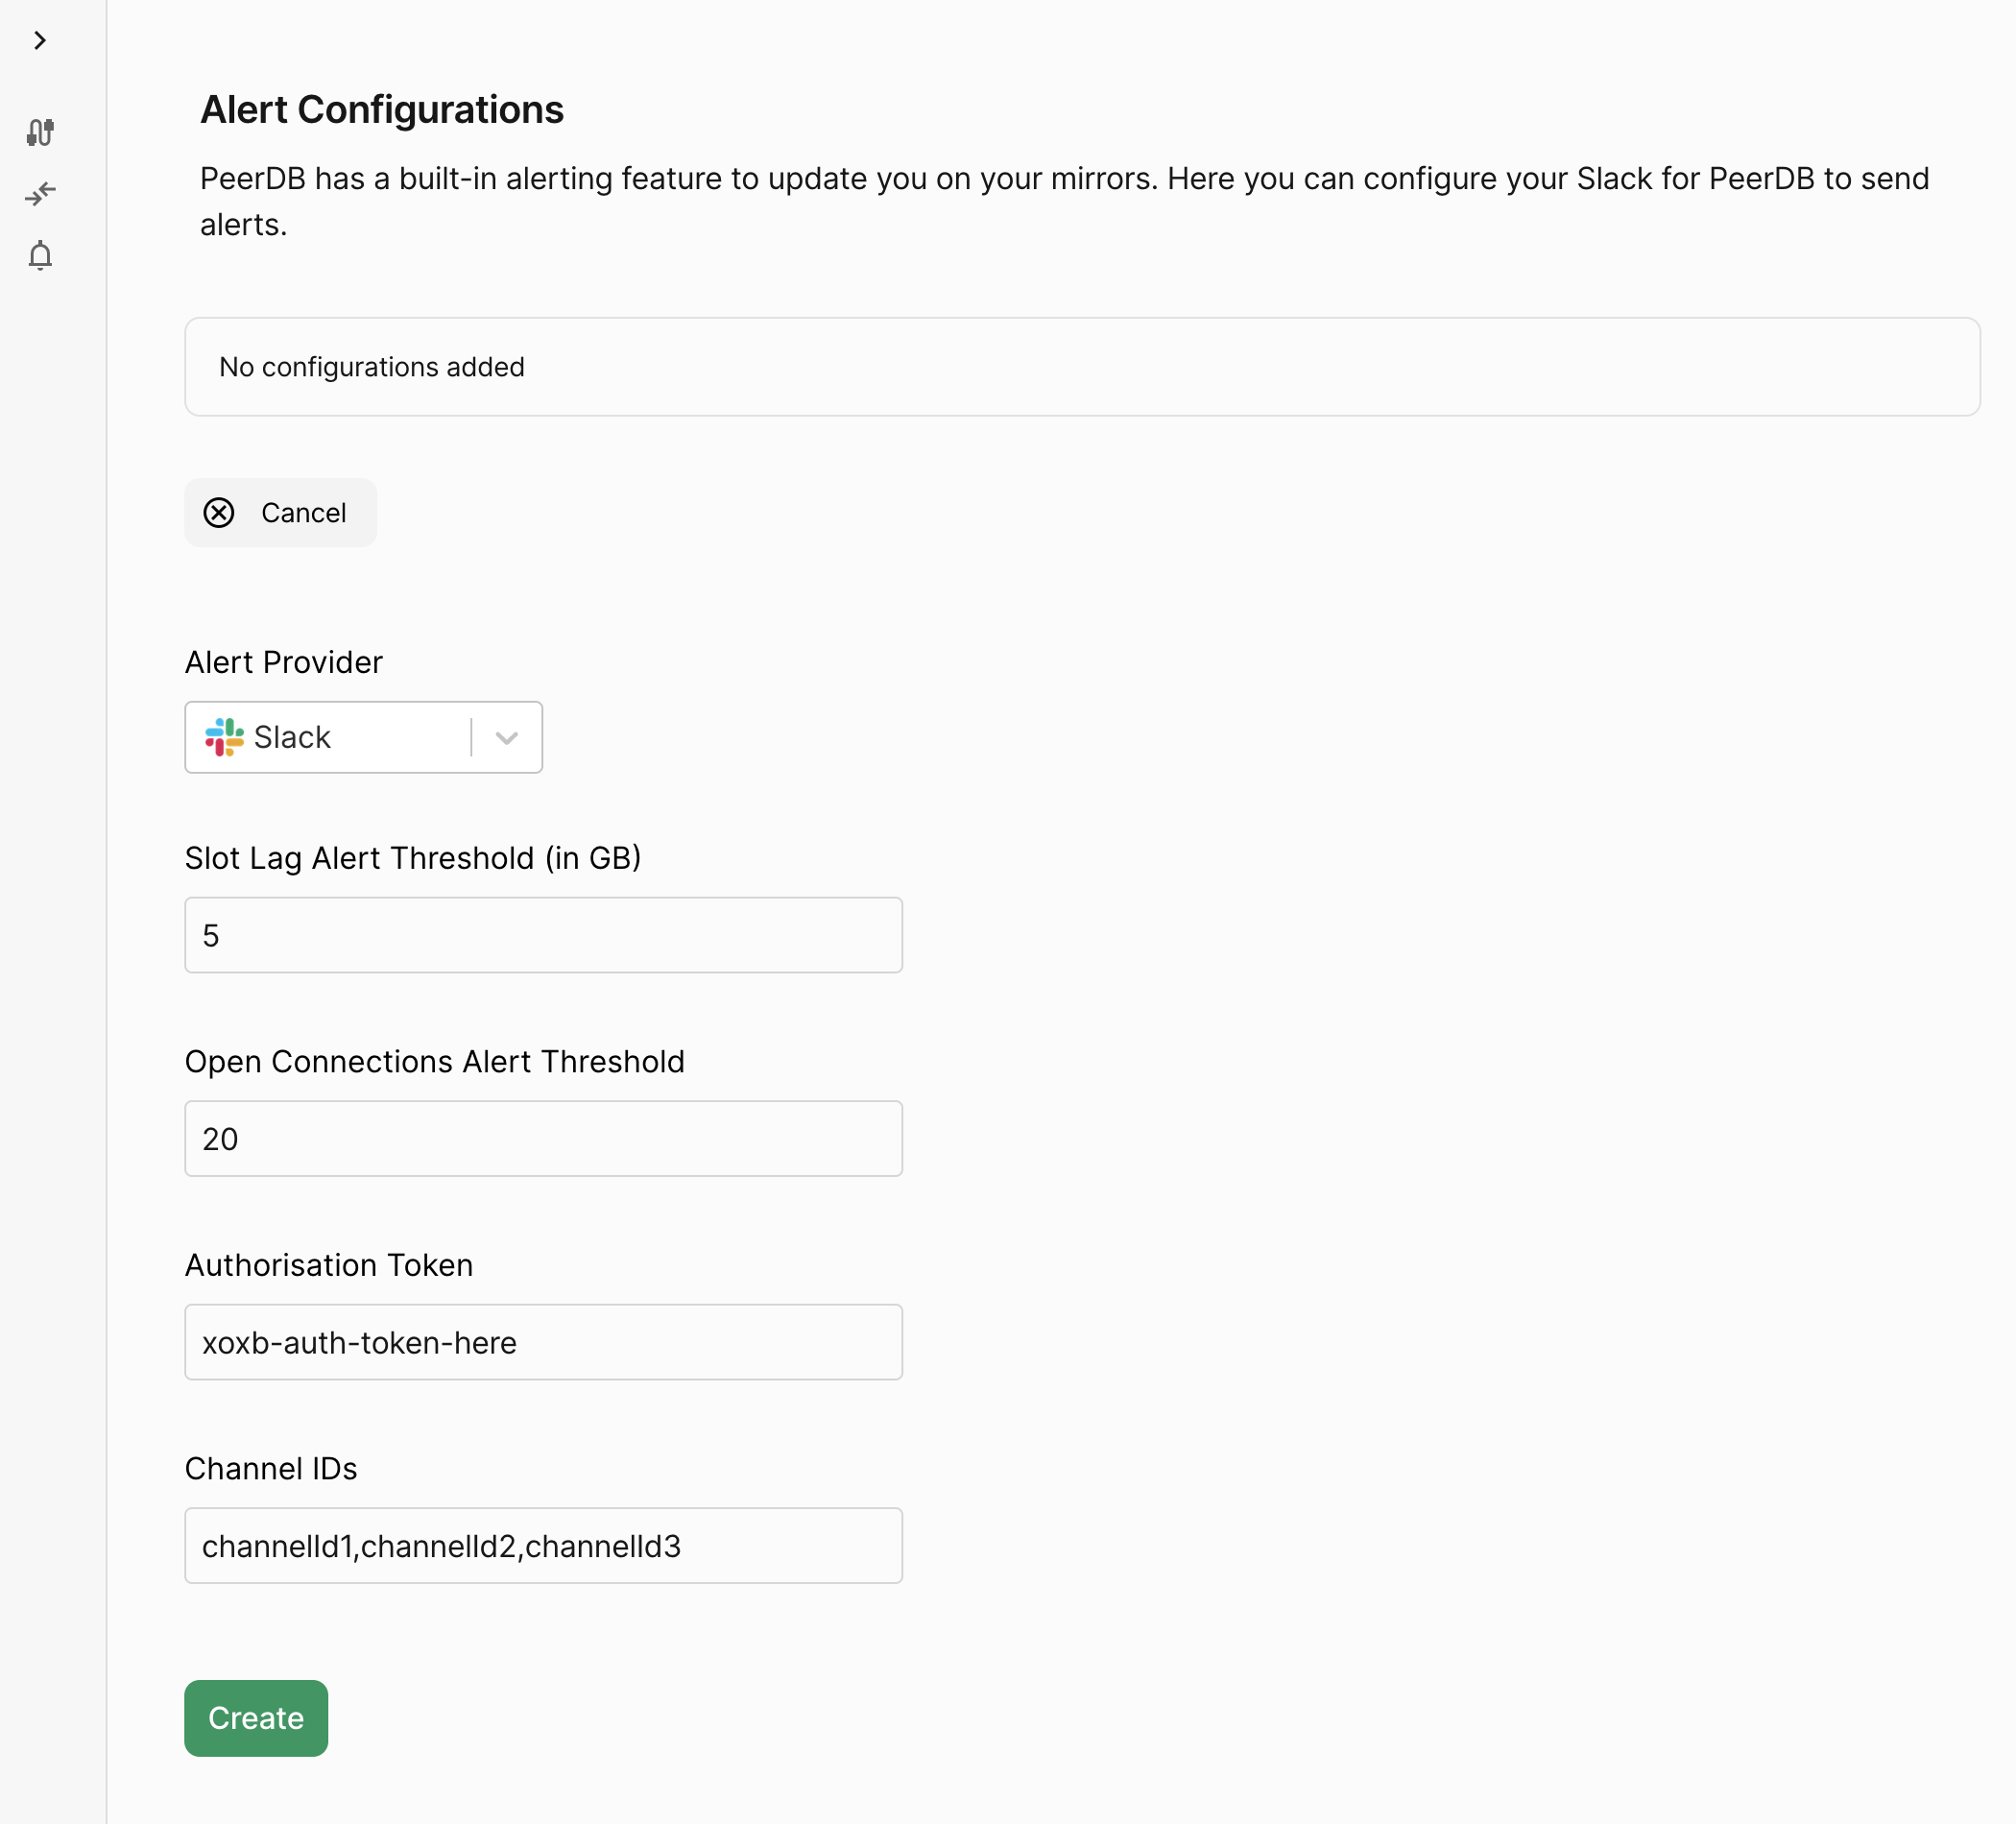 Alert Configurations
PeerDB has a built-in alerting feature to update you on your mirrors. Here you can configure your Slack for PeerDB to send
alerts.
No configurations added
Cancel
Alert Provider
Slack
Slot Lag Alert Threshold (in GB)
5
Open Connections Alert Threshold
20
Authorisation Token
xoxb-auth-token-here
Channel IDs
channelId1,channelId2,channelId3
Create